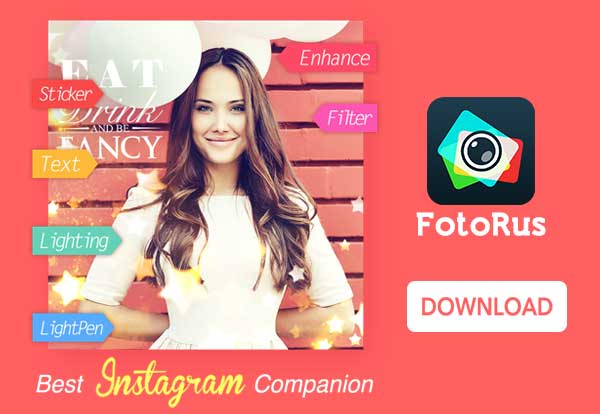 Enhance
Sticker
Filter
EAT
Drink
AND BE
FANCY
Text
Lighting
LightPen
FotoRus
DOWNLOAD
Best Instagram Companion